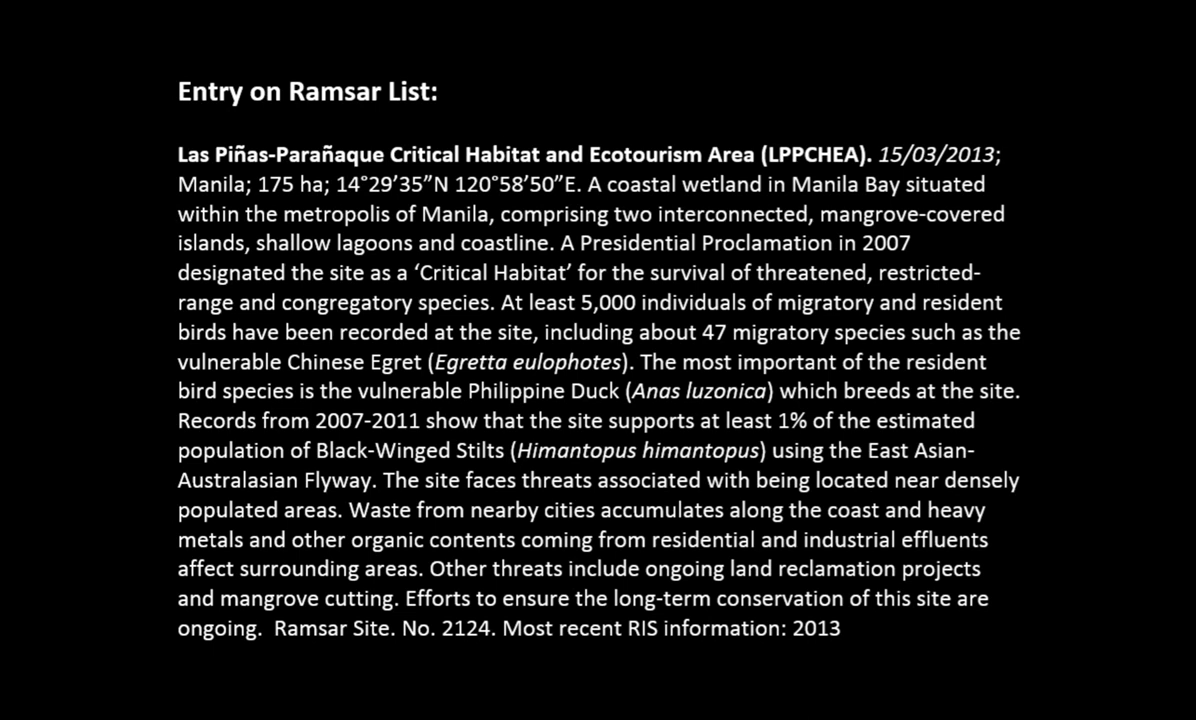 Entry on Ramsar List:
Las Piñas-Parañaque Critical Habitat and Ecotourism Area (LPPCHEA). 15/03/2013;
Manila; 175 ha; 14°29’35”N 120°58’50”E. A coastal wetland in Manila Bay situated
within the metropolis of Manila, comprising two interconnected, mangrove-covered
islands, shallow lagoons and coastline. A Presidential Proclamation in 2007
designated the site as a ‘Critical Habitat’ for the survival of threatened, restricted-
range and congregatory species. At least 5,000 individuals of migratory and resident
birds have been recorded at the site, including about 47 migratory species such as the
vulnerable Chinese Egret (Egretta eulophotes). The most important of the resident
bird species is the vulnerable Philippine Duck (Anas luzonica) which breeds at the site.
Records from 2007-2011 show that the site supports at least 1% of the estimated
population of Black-Winged Stilts (Himantopus himantopus) using the East Asian-
Australasian Flyway. The site faces threats associated with being located near densely
populated areas. Waste from nearby cities accumulates along the coast and heavy
metals and other organic contents coming from residential and industrial effluents
affect surrounding areas. Other threats include ongoing land reclamation projects
and mangrove cutting. Efforts to ensure the long-term conservation of this site are
ongoing.  Ramsar Site. No. 2124. Most recent RIS information: 2013